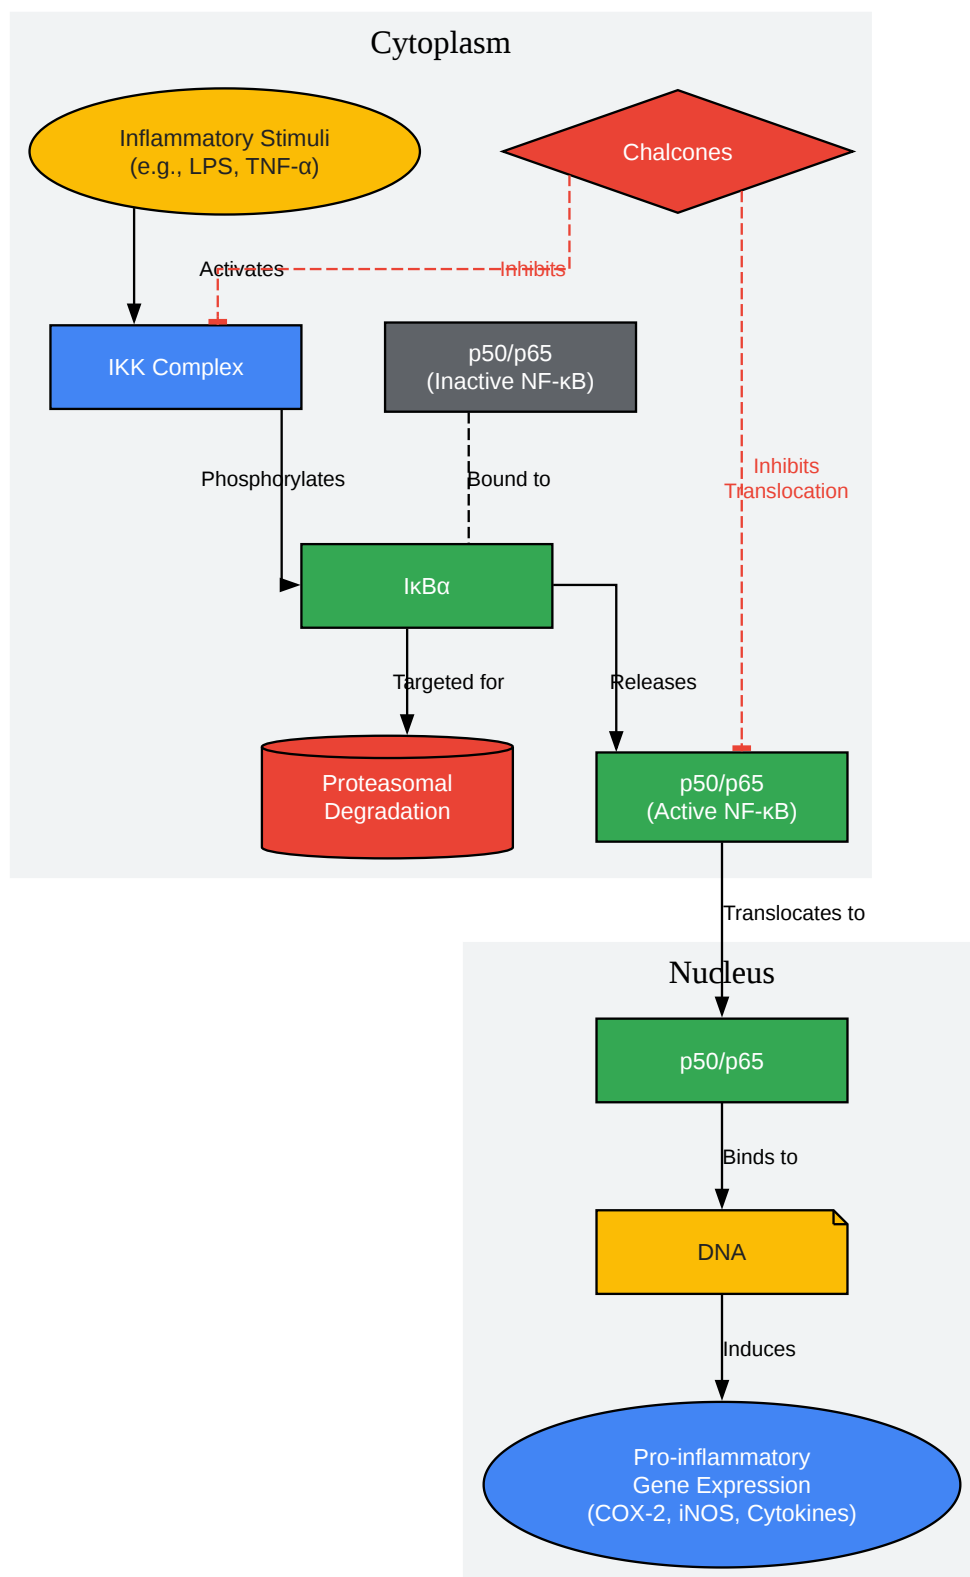 Cytoplasm
Inflammatory Stimuli
(e.g., LPS, TNF-α)
Chalcones
Activates
Inhibits
IKK Complex
p50/p65
(Inactive NF-κB)
Phosphorylates
Bound to
Inhibits
Translocation
IκBα
Targeted for
Releases
Proteasomal
Degradation
p50/p65
(Active NF-κB)
Translocates to
Nucleus
p50/p65
Binds to
DNA
Induces
Pro-inflammatory
Gene Expression
(COX-2, iNOS, Cytokines)